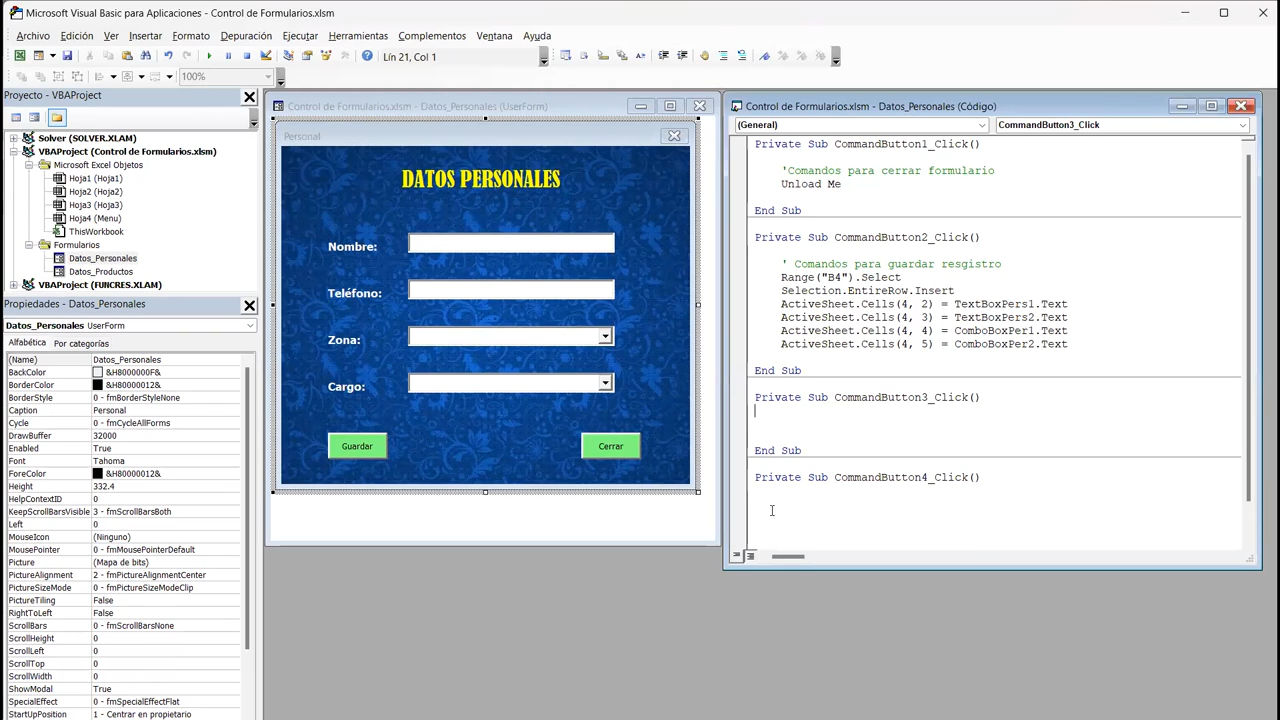 Microsoft Visual Basic para Aplicaciones - Control de Formularios.xlsm
Archivo Edición Ver Insertar Formato Depuración Ejecutar Herramientas Complementos Ventana Ayuda
Lín 21, Col 1
100%
Proyecto - VBAProject
Solver (SOLVER.XLAM)
VBAProject (Control de Formularios.xlsm)
Microsoft Excel Objetos
Hoja1 (Hoja1)
Hoja2 (Hoja2)
Hoja3 (Hoja3)
Hoja4 (Menu)
ThisWorkbook
Formularios
Datos_Personales
Datos_Productos
VBAProject (FUNCRES.XLAM)
Propiedades - Datos_Personales
Datos_Personales UserForm
Alfabética Por categorías
(Name) Datos_Personales
BackColor &H8000000F&
BorderColor &H80000012&
BorderStyle 0 - fmBorderStyleNone
Caption Personal
Cycle 0 - fmCycleAllForms
DrawBuffer 32000
Enabled True
Font Tahoma
ForeColor &H80000012&
Height 332.4
HelpContextID 0
KeepScrollBarsVisible 3 - fmScrollBarsBoth
Left 0
MouseIcon (Ninguno)
MousePointer 0 - fmMousePointerDefault
Picture (Mapa de bits)
PictureAlignment 2 - fmPictureAlignmentCenter
PictureSizeMode 0 - fmPictureSizeModeClip
PictureTiling False
RightToLeft False
ScrollBars 0 - fmScrollBarsNone
ScrollHeight 0
ScrollLeft 0
ScrollTop 0
ScrollWidth 0
ShowModal True
SpecialEffect 0 - fmSpecialEffectFlat
StartUpPosition 1 - Centrar en propietario
Control de Formularios.xlsm - Datos_Personales (UserForm)
Personal
DATOS PERSONALES
Nombre:
Teléfono:
Zona:
Cargo:
Guardar Cerrar
Control de Formularios.xlsm - Datos_Personales (Código)
(General) CommandButton3_Click
Private Sub CommandButton1_Click()
'Comandos para cerrar formulario
Unload Me
End Sub
Private Sub CommandButton2_Click()
' Comandos para guardar resgistro
Range("B4").Select
Selection.EntireRow.Insert
ActiveSheet.Cells(4, 2) = TextBoxPers1.Text
ActiveSheet.Cells(4, 3) = TextBoxPers2.Text
ActiveSheet.Cells(4, 4) = ComboBoxPer1.Text
ActiveSheet.Cells(4, 5) = ComboBoxPer2.Text
End Sub
Private Sub CommandButton3_Click()
End Sub
Private Sub CommandButton4_Click()